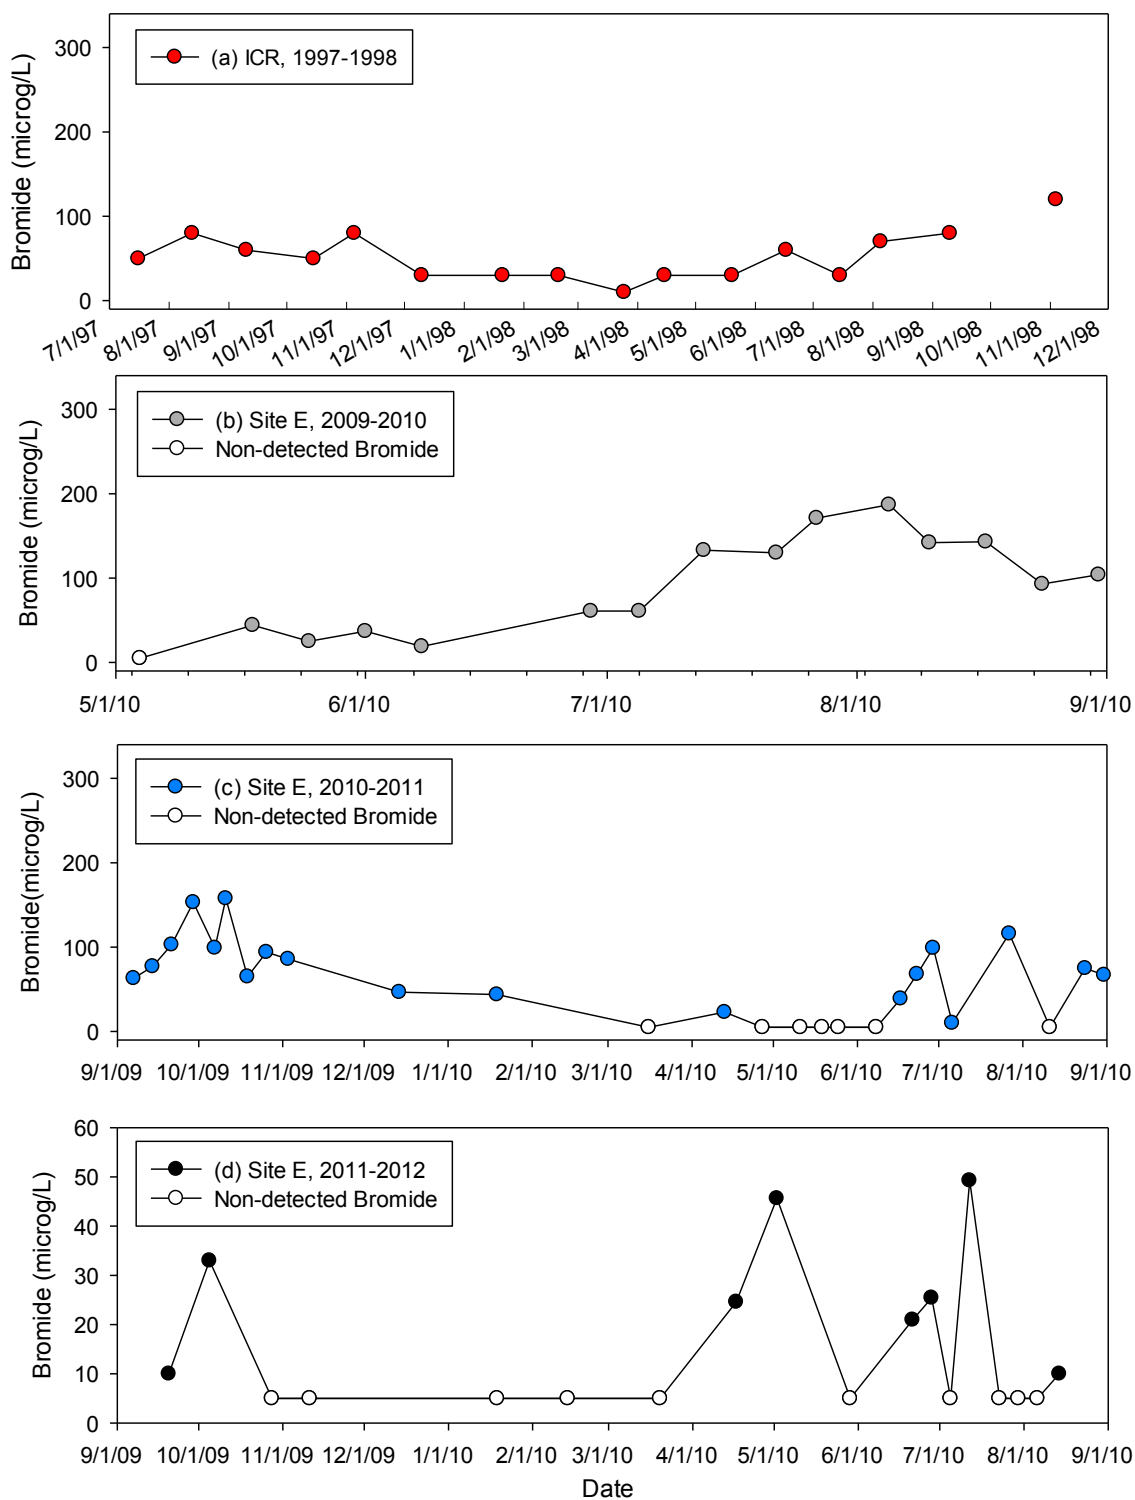 Bromide (microg/L)
300
200
100
0
(a) ICR, 1997-1998
7/1/97 8/1/97 9/1/97 10/1/97 11/1/97 12/1/97 1/1/98 2/1/98 3/1/98 4/1/98 5/1/98 6/1/98 7/1/98 8/1/98 9/1/98 10/1/98 11/1/98 12/1/98
Bromide (microg/L)
300
200
100
0
(b) Site E, 2009-2010
Non-detected Bromide
5/1/10 6/1/10 7/1/10 8/1/10 9/1/10
Bromide(microg/L)
300
200
100
0
(c) Site E, 2010-2011
Non-detected Bromide
9/1/09 10/1/09 11/1/09 12/1/09 1/1/10 2/1/10 3/1/10 4/1/10 5/1/10 6/1/10 7/1/10 8/1/10 9/1/10
Bromide (microg/L)
60
50
40
30
20
10
0
(d) Site E, 2011-2012
Non-detected Bromide
9/1/09 10/1/09 11/1/09 12/1/09 1/1/10 2/1/10 3/1/10 4/1/10 5/1/10 6/1/10 7/1/10 8/1/10 9/1/10
Date